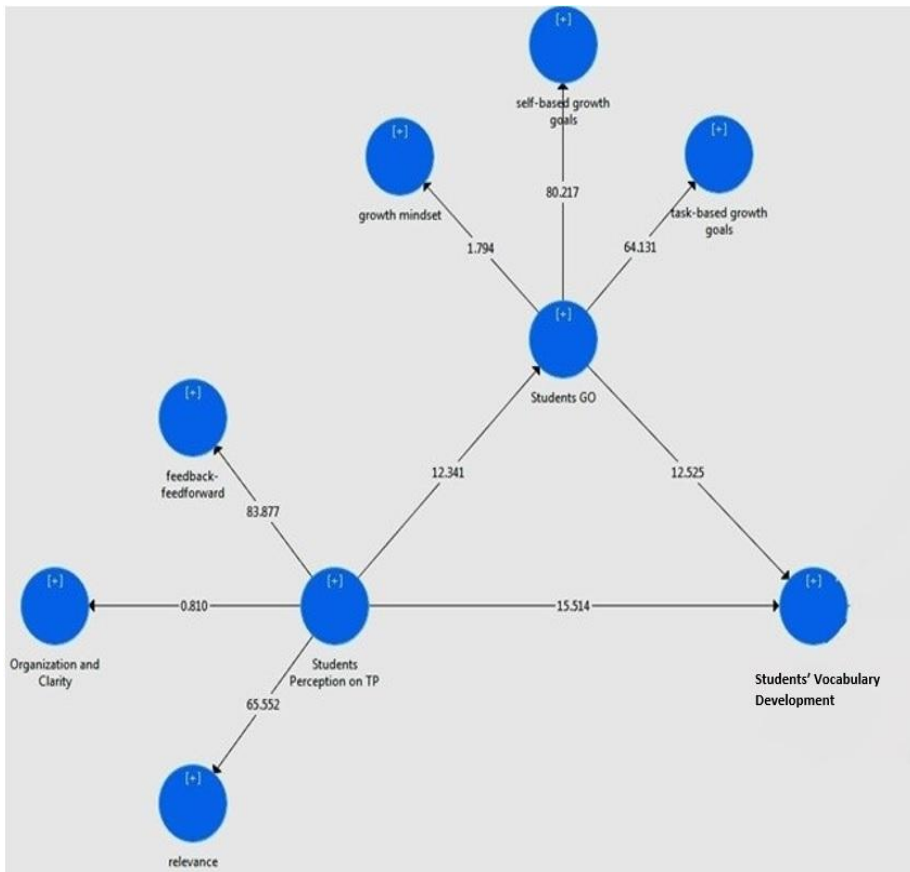 [+]
self-based growth
goals
[+]
growth mindset
[+]
task-based growth
goals
80.217
1.794
64.131
[+]
Students GO
[+]
feedback-
feedforward
12.341
12.525
83.877
[+]
Organization and
Clarity
0.810
[+]
Students
Perception on TP
15.514
[+]
Students' Vocabulary
Development
65.552
[+]
relevance